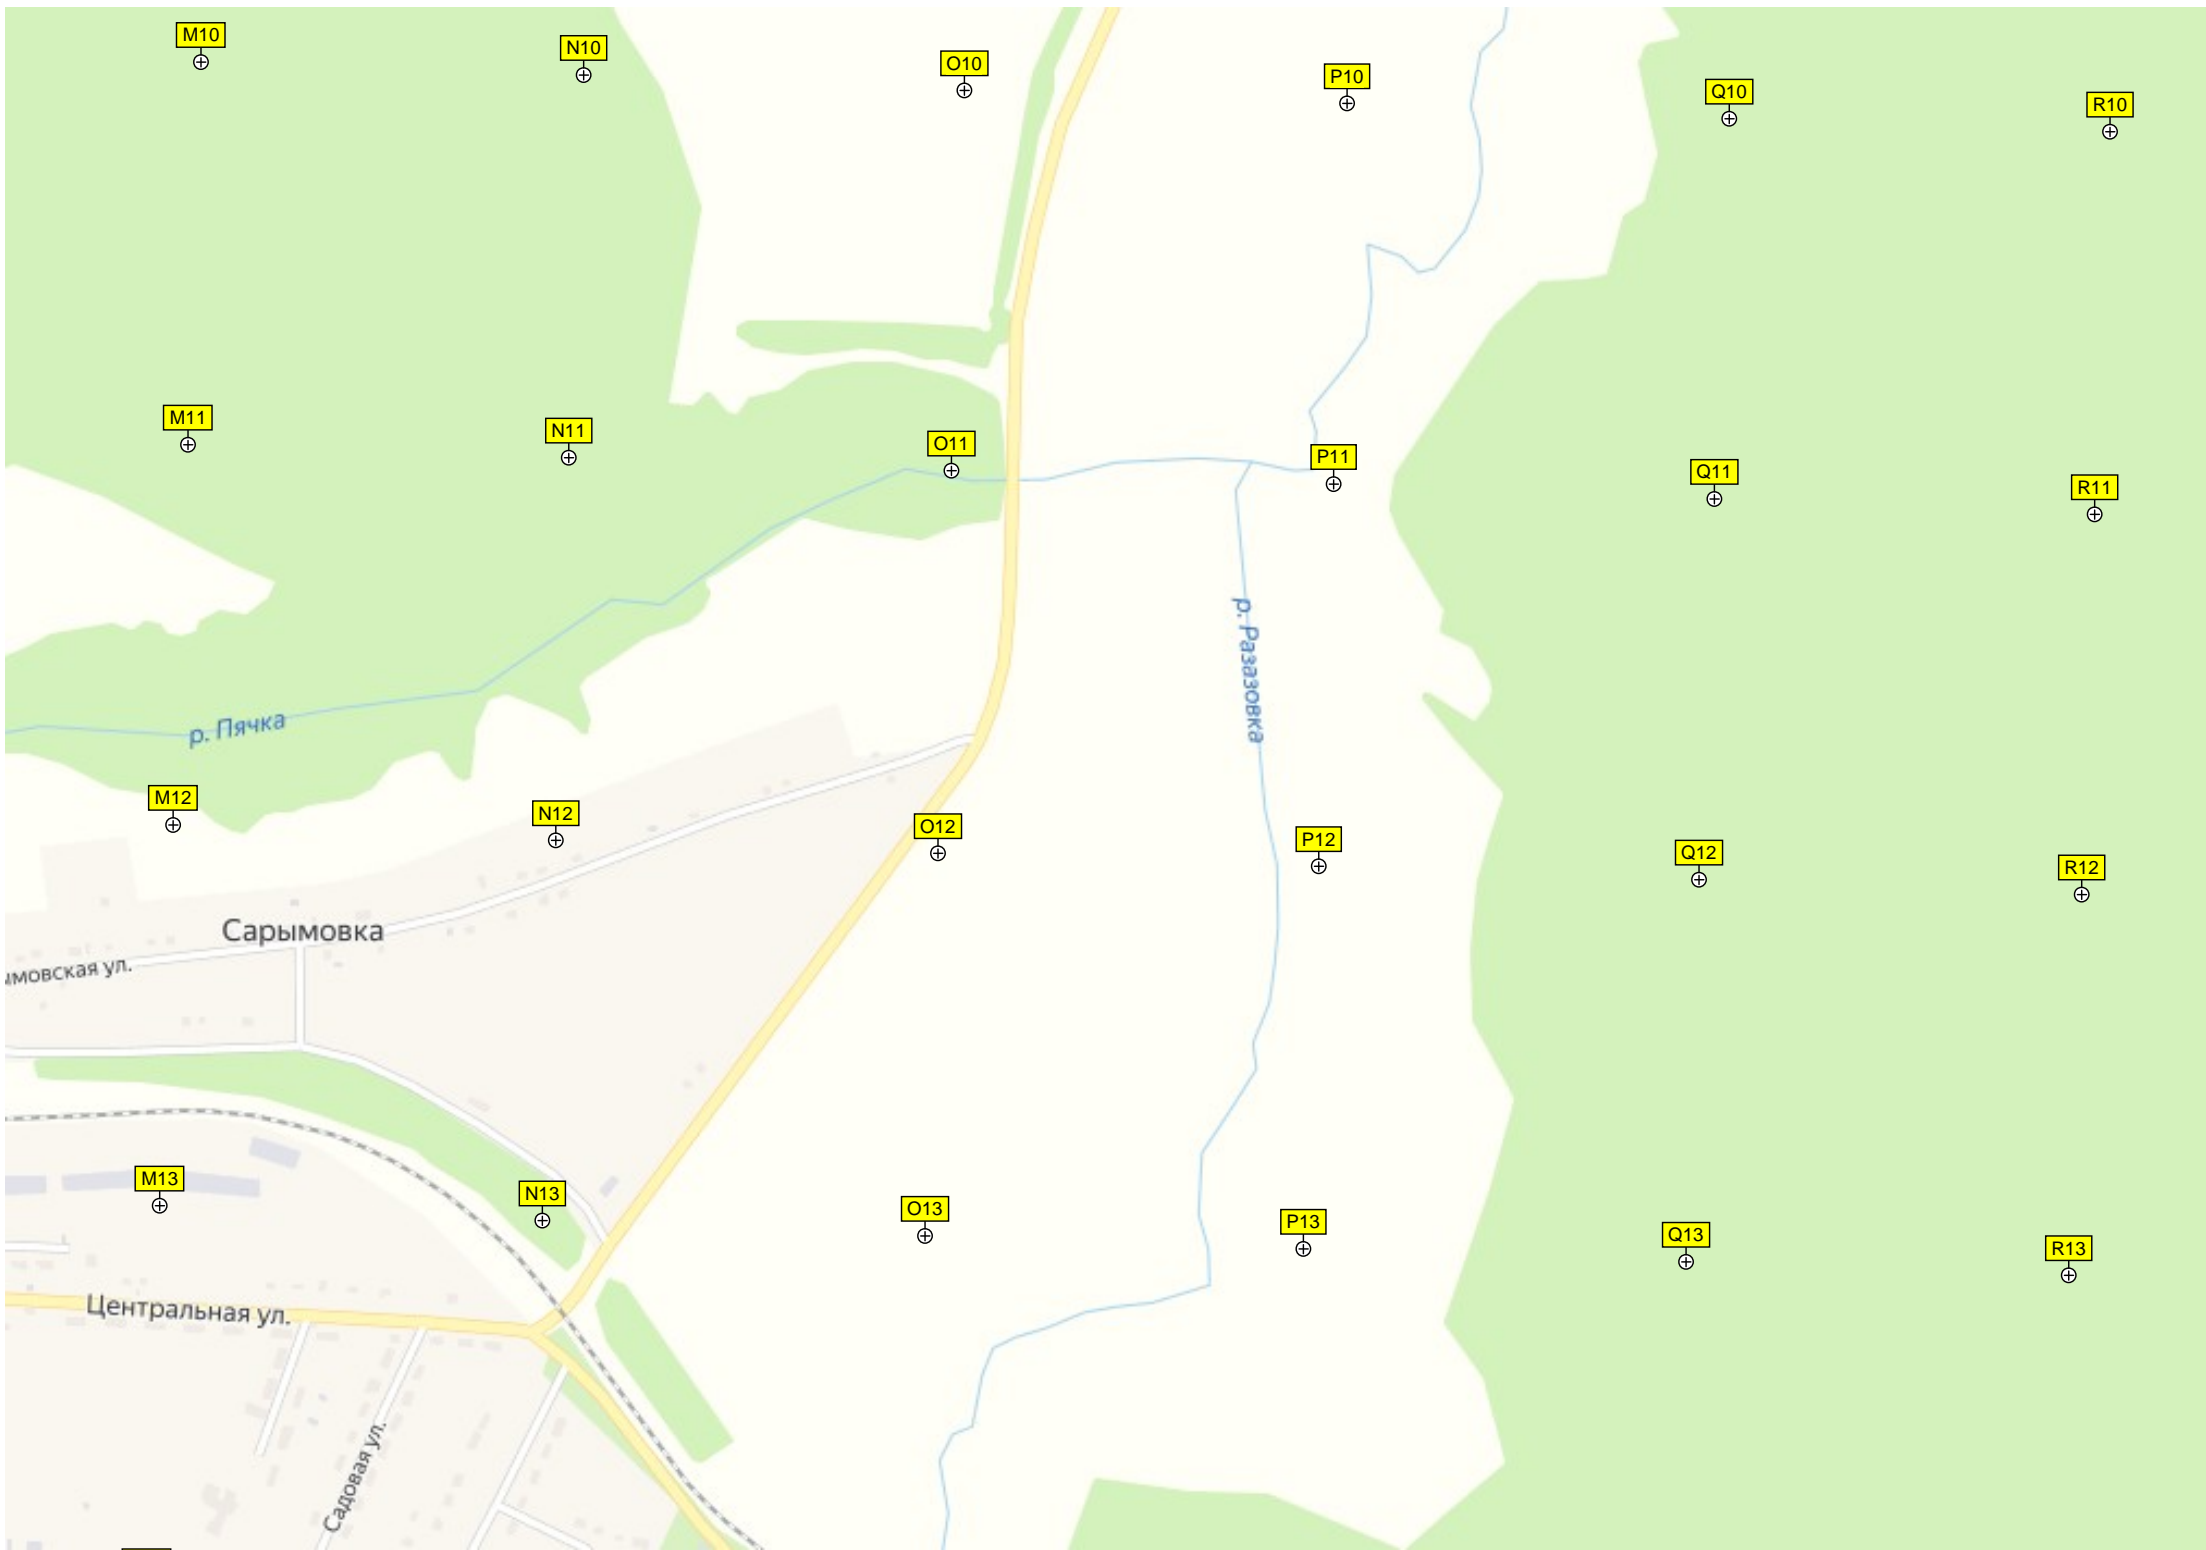 M10
N10
O10
P10
Q10
R10
M11
N11
O11
P11
Q11
R11
р. Разазовка
р. Пячка
M12
N12
O12
P12
Q12
R12
Сарымовка
ымовская ул.
M13
N13
O13
P13
Q13
R13
Центральная ул.
Садовая ул.